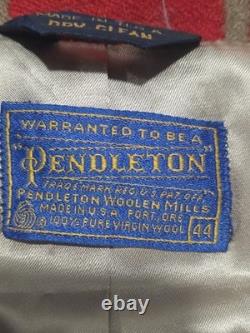 MADE IN U.S.A.
DRY CLEAN
WARRANTED TO BE A
"PENDLETON"
TRADE MARK REG. U.S. PAT. OFF.
PENDLETON WOOLEN MILLS
MADE IN U.S.A. PORT., ORE.
100% PURE VIRGIN WOOL 44
© ebay